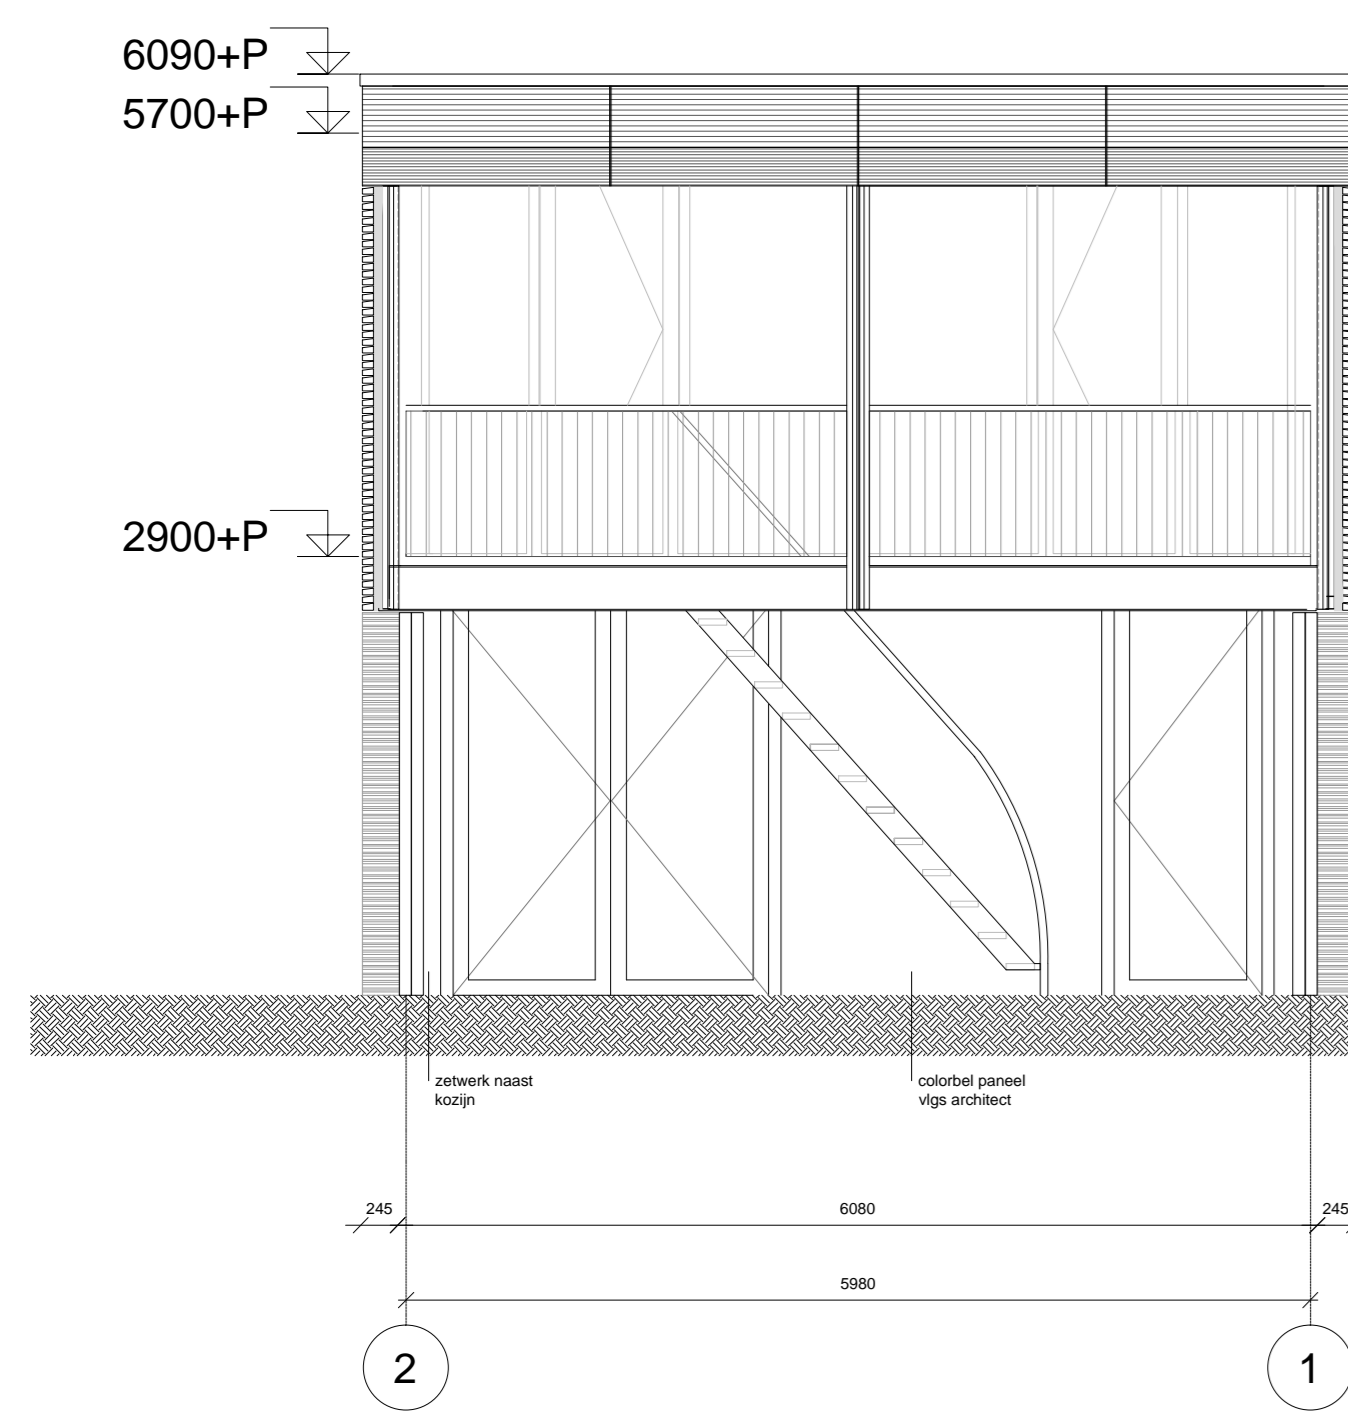 6090+P
5700+P
2900+P
zetwerk naast
kozijn
colorbel paneel
vlgs architect
245
6080
245
5980
2
1